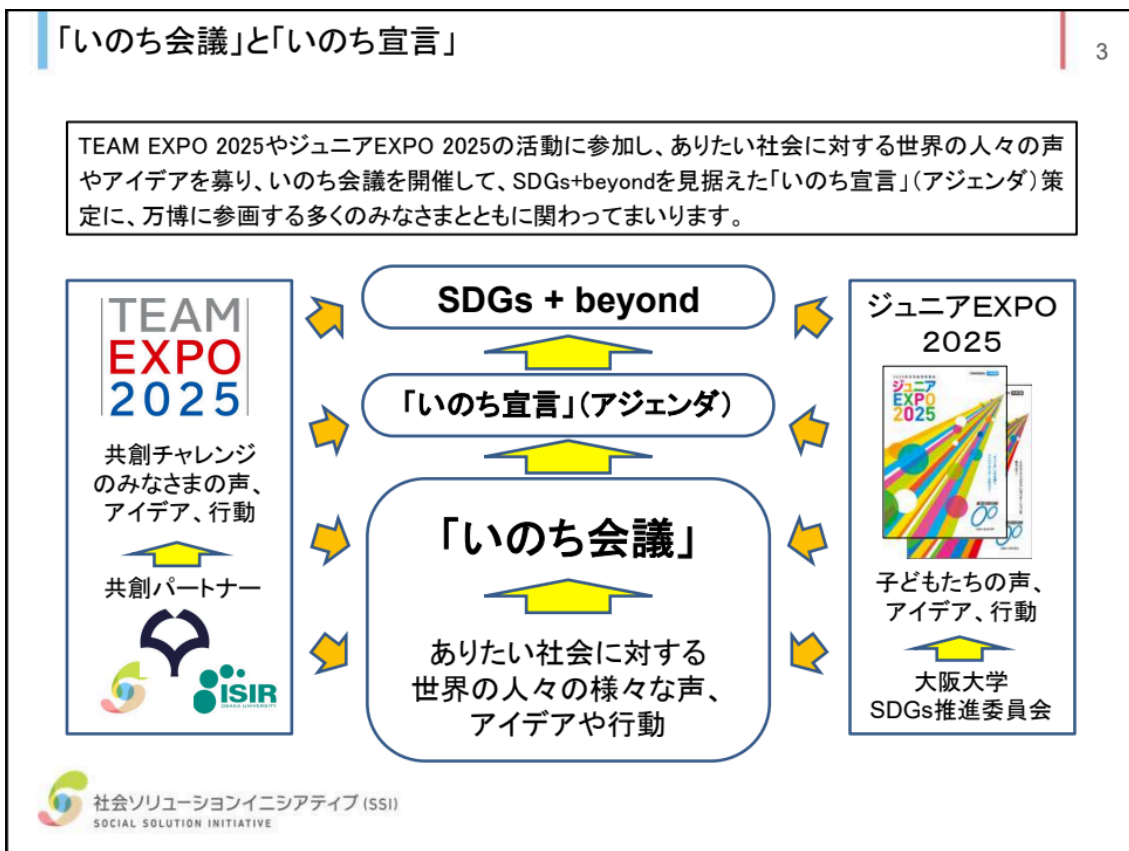 「いのち会議」と「いのち宣言」
3
TEAM EXPO 2025やジュニアEXPO 2025の活動に参加し、ありたい社会に対する世界の人々の声
やアイデアを募り、いのち会議を開催して、SDGs+beyondを見据えた「いのち宣言」(アジェンダ)策
定に、万博に参画する多くのみなさまとともに関わってまいります。
TEAM
EXPO
2025
共創チャレンジ
のみなさまの声、
アイデア、行動
共創パートナー
ISIR
OSAKA UNIVERSITY
SDGs + beyond
「いのち宣言」(アジェンダ)
「いのち会議」
ありたい社会に対する
世界の人々の様々な声、
アイデアや行動
ジュニアEXPO
2025
ジュニア
EXPO
2025
子どもたちの声、
アイデア、行動
大阪大学
SDGs推進委員会
社会ソリューションイニシアティブ (SSI)
SOCIAL SOLUTION INITIATIVE